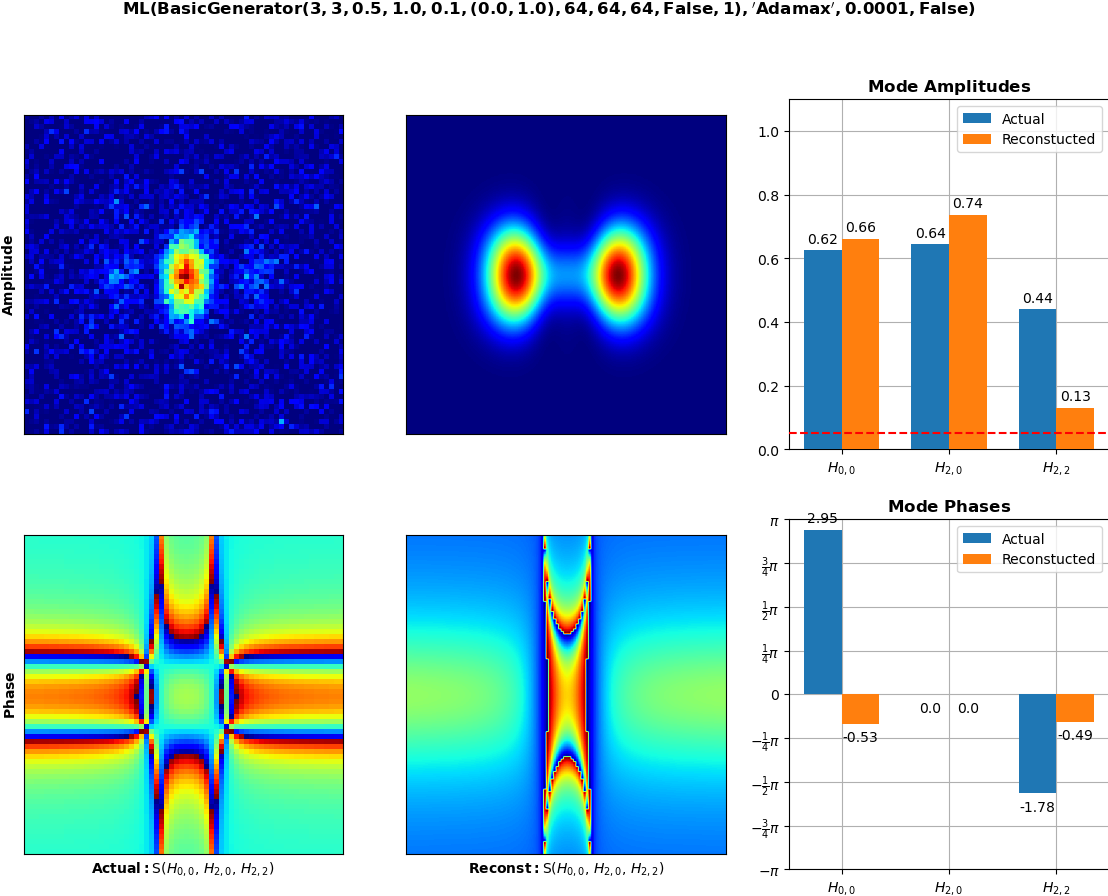 ML(BasicGenerator(3, 3, 0.5, 1.0, 0.1, (0.0, 1.0), 64, 64, 64, False, 1), ′Adamax′, 0.0001, False)
Amplitude
Mode Amplitudes
Actual
Reconstucted
1.0
0.8
0.6
0.4
0.2
0.0
0.62
0.66
0.64
0.74
0.44
0.13
H0, 0
H2, 0
H2, 2
Phase
Actual: S(H0, 0, H2, 0, H2, 2)
Reconst: S(H0, 0, H2, 0, H2, 2)
Mode Phases
Actual
Reconstucted
π
3/4π
1/2π
1/4π
0
−1/4π
−1/2π
−3/4π
−π
2.95
-0.53
0.0
0.0
-1.78
-0.49
H0, 0
H2, 0
H2, 2